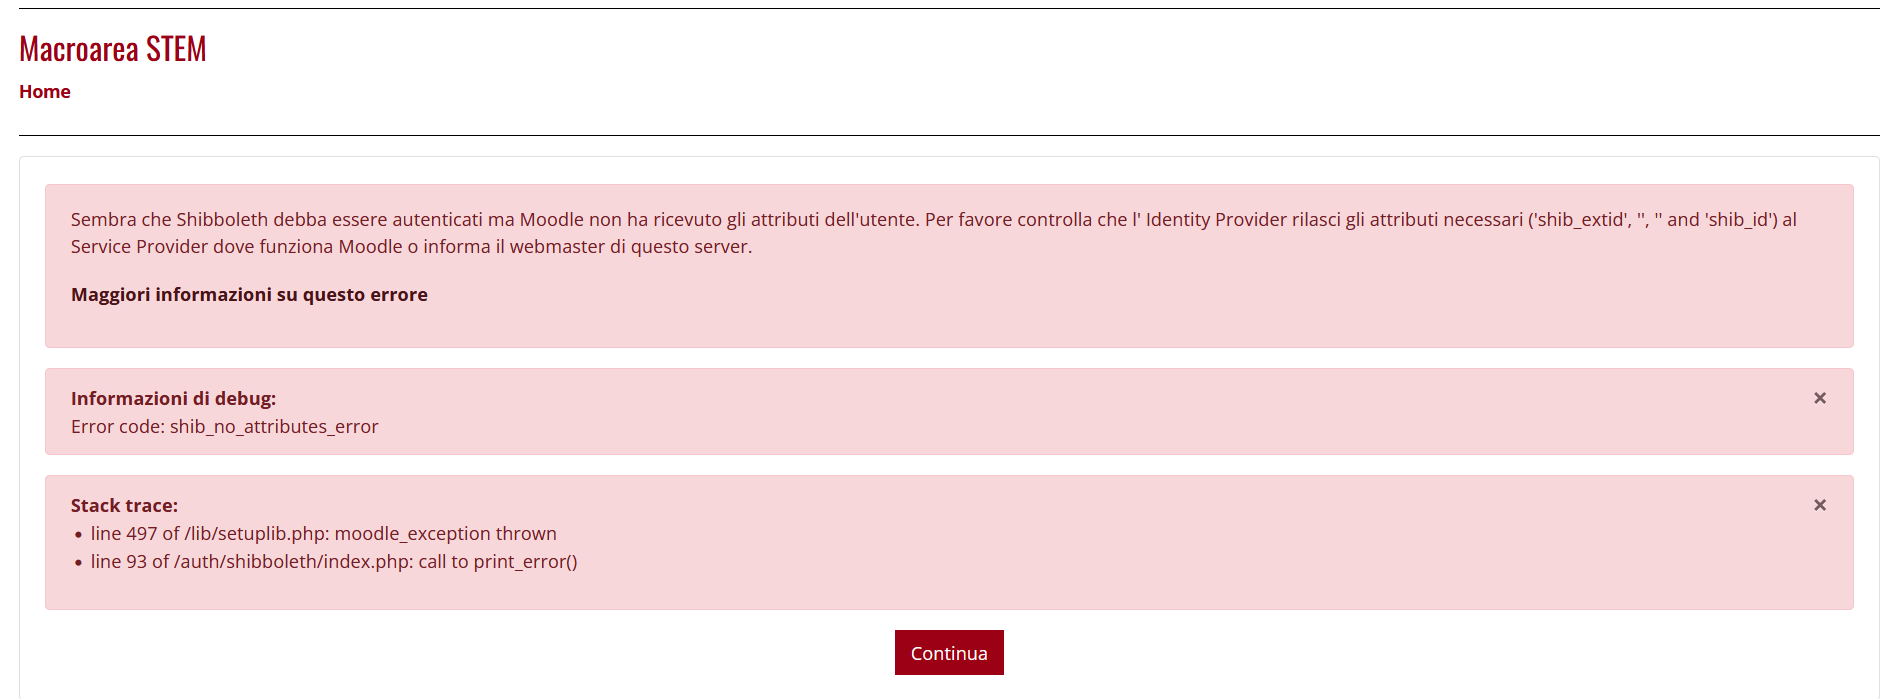 Macroarea STEM
Home
Sembra che Shibboleth debba essere autenticati ma Moodle non ha ricevuto gli attributi dell'utente. Per favore controlla che l' Identity Provider rilasci gli attributi necessari ('shib_extid', '', '' and 'shib_id') al
Service Provider dove funziona Moodle o informa il webmaster di questo server.
Maggiori informazioni su questo errore
Informazioni di debug:
×
Error code: shib_no_attributes_error
Stack trace:
×
• line 497 of /lib/setuplib.php: moodle_exception thrown
• line 93 of /auth/shibboleth/index.php: call to print_error()
Continua